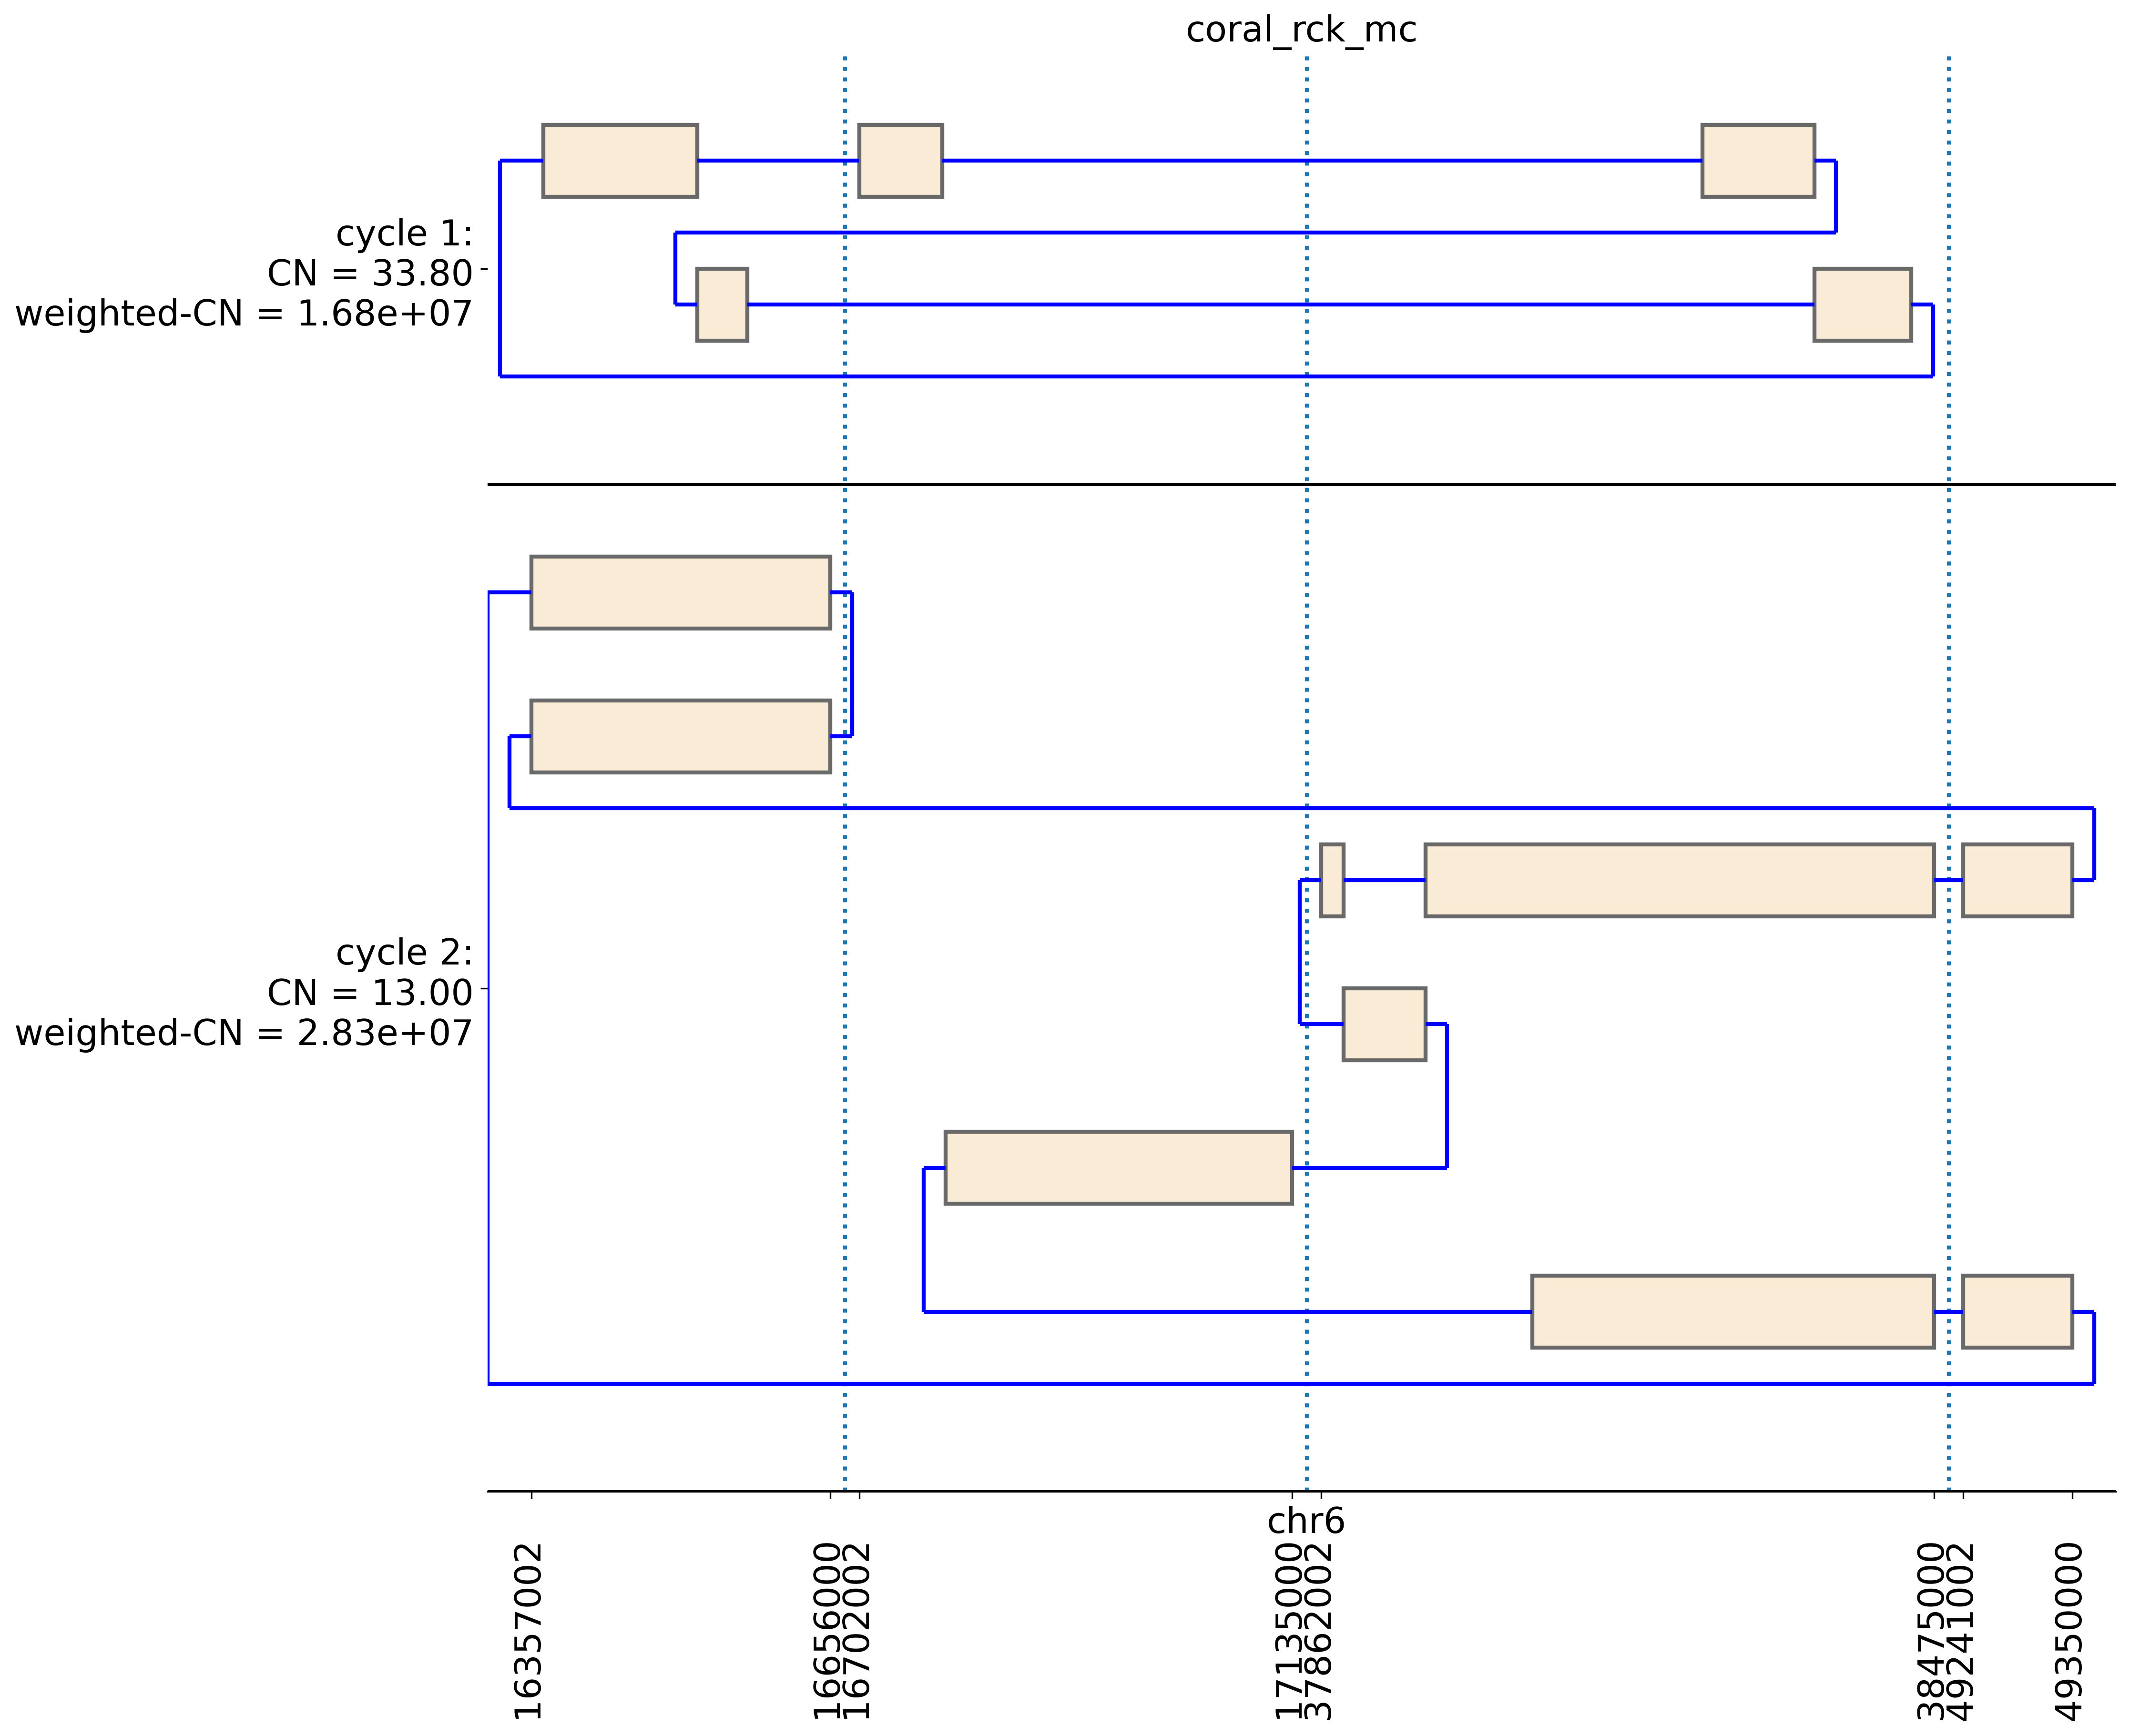 coral_rck_mc
cycle 1:
CN = 33.80
weighted-CN = 1.68e+07
cycle 2:
CN = 13.00
weighted-CN = 2.83e+07
chr6
16357002
16656000
16702002
17135000
37862002
38475000
49241002
49350000